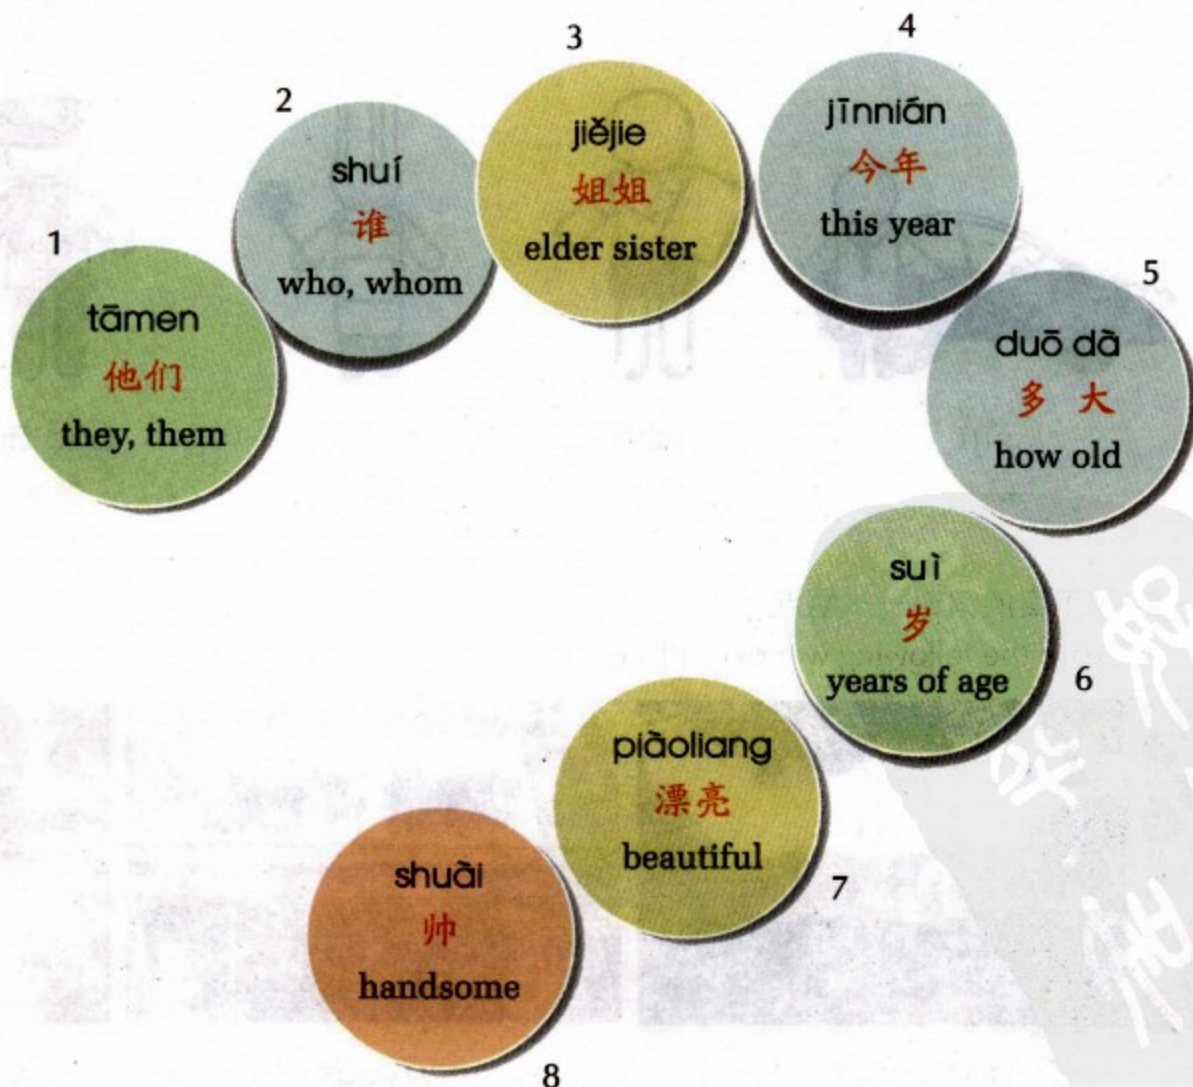 1
tāmen
他们
they, them
2
shuí
谁
who, whom
3
jiějie
姐姐
elder sister
4
jīnnián
今年
this year
5
duō dà
多 大
how old
suì
岁
years of age
6
piàoliang
漂亮
beautiful
7
shuài
帅
handsome
8